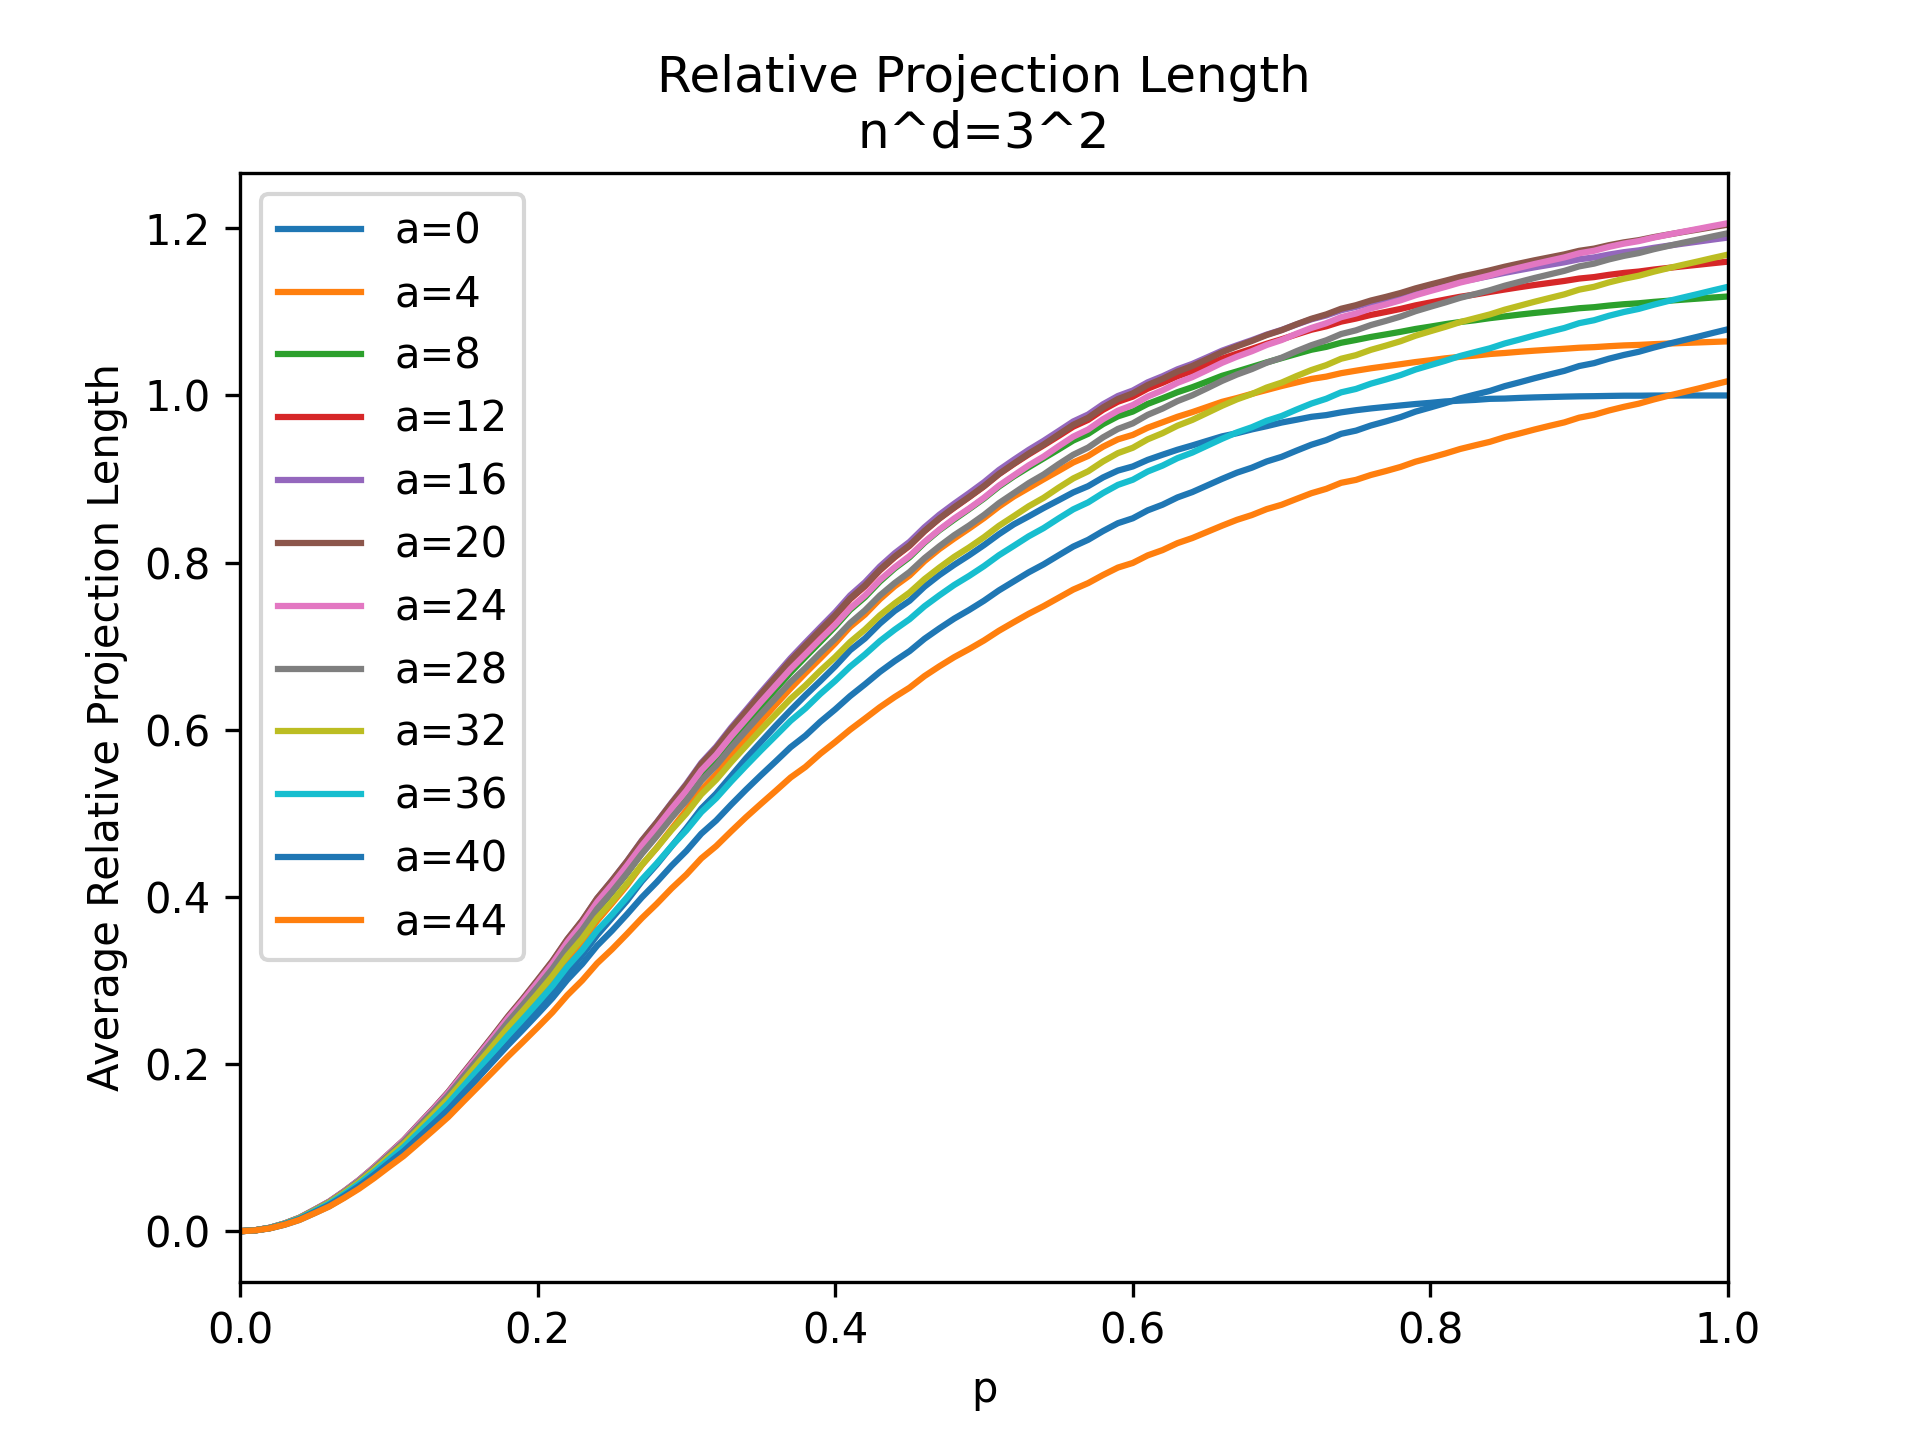 Relative Projection Length
n^d=3^2
Average Relative Projection Length
1.2
1.0
0.8
0.6
0.4
0.2
0.0
a=0
a=4
a=8
a=12
a=16
a=20
a=24
a=28
a=32
a=36
a=40
a=44
0.0 0.2 0.4 0.6 0.8 1.0
p